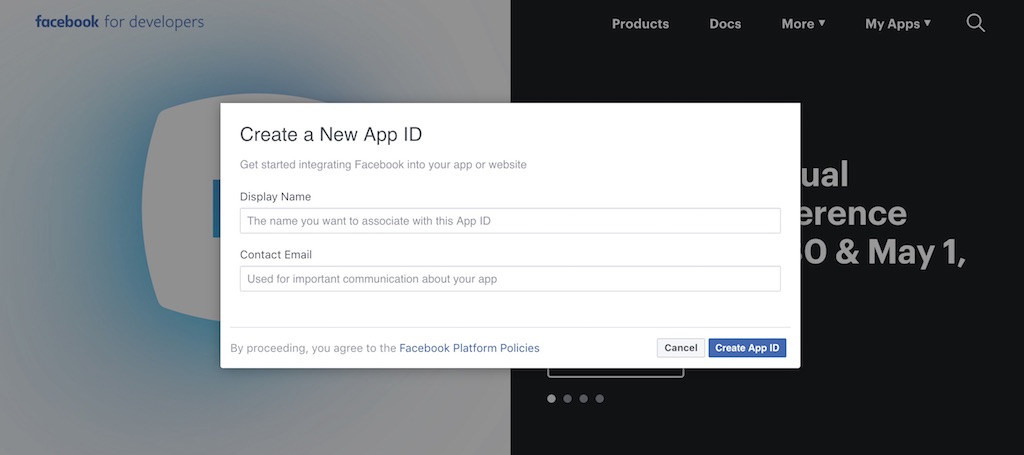 facebook for developers
Products
Docs
More
My Apps
Create a New App ID
Get started integrating Facebook into your app or website
Display Name
The name you want to associate with this App ID
Contact Email
Used for important communication about your app
By proceeding, you agree to the Facebook Platform Policies
Cancel
Create App ID
ual
erence
0 & May 1,